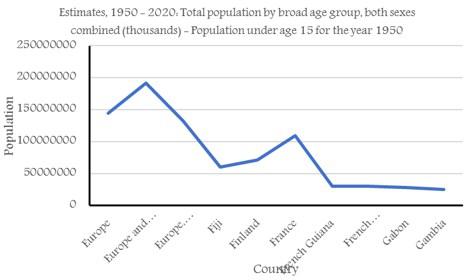 Estimates, 1950 - 2020: Total population by broad age group, both sexes
combined (thousands) - Population under age 15 for the year 1950
250000000
200000000
150000000
100000000
50000000
0
Population
Europe
Europe and...
Europe...
Fiji
Finland
France
French Guiana
French...
Gabon
Gambia
Country